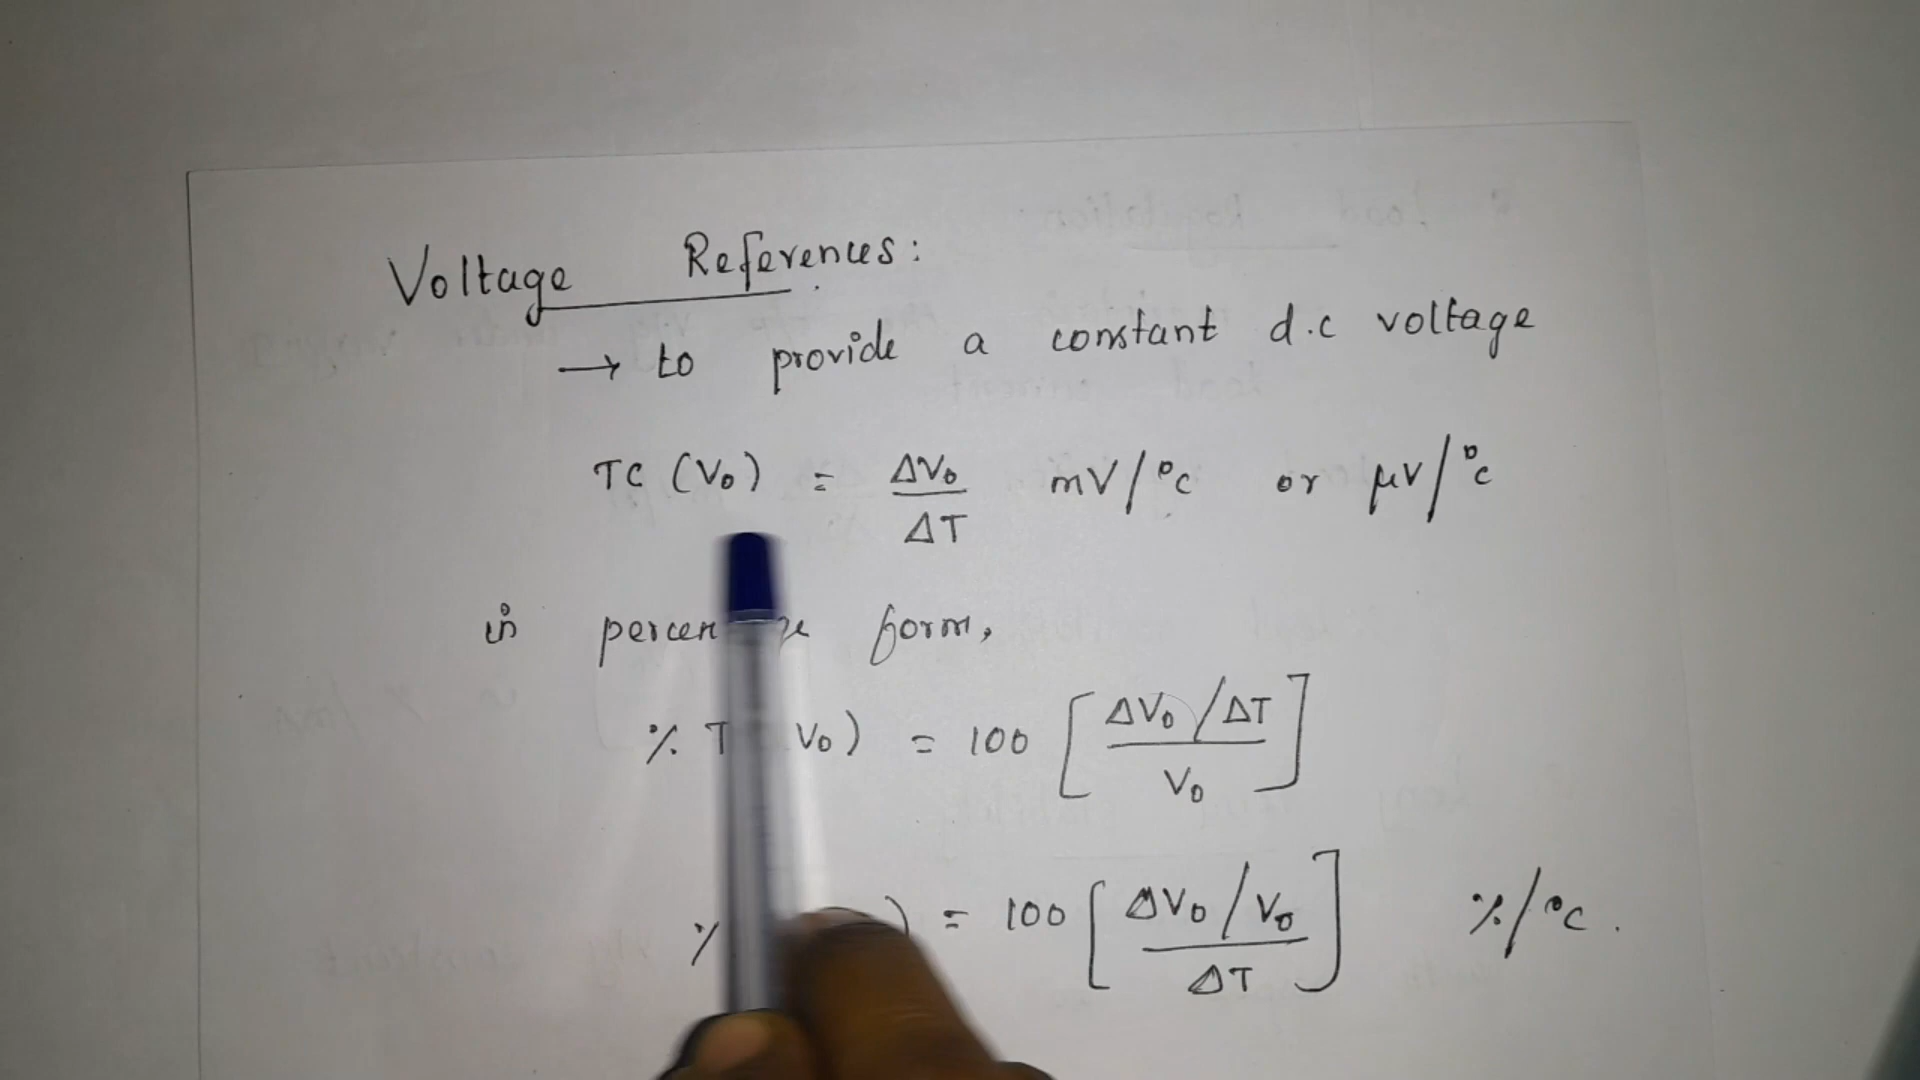 Voltage References:
→ to provide a constant d.c voltage
TC (V₀) = ΔV₀ / ΔT mV/°c or μV/°c
in form,
% V₀) = 100 [ (ΔV₀/ΔT) / V₀ ]
% ) = 100 [ (ΔV₀/V₀) / ΔT ] %/°c.